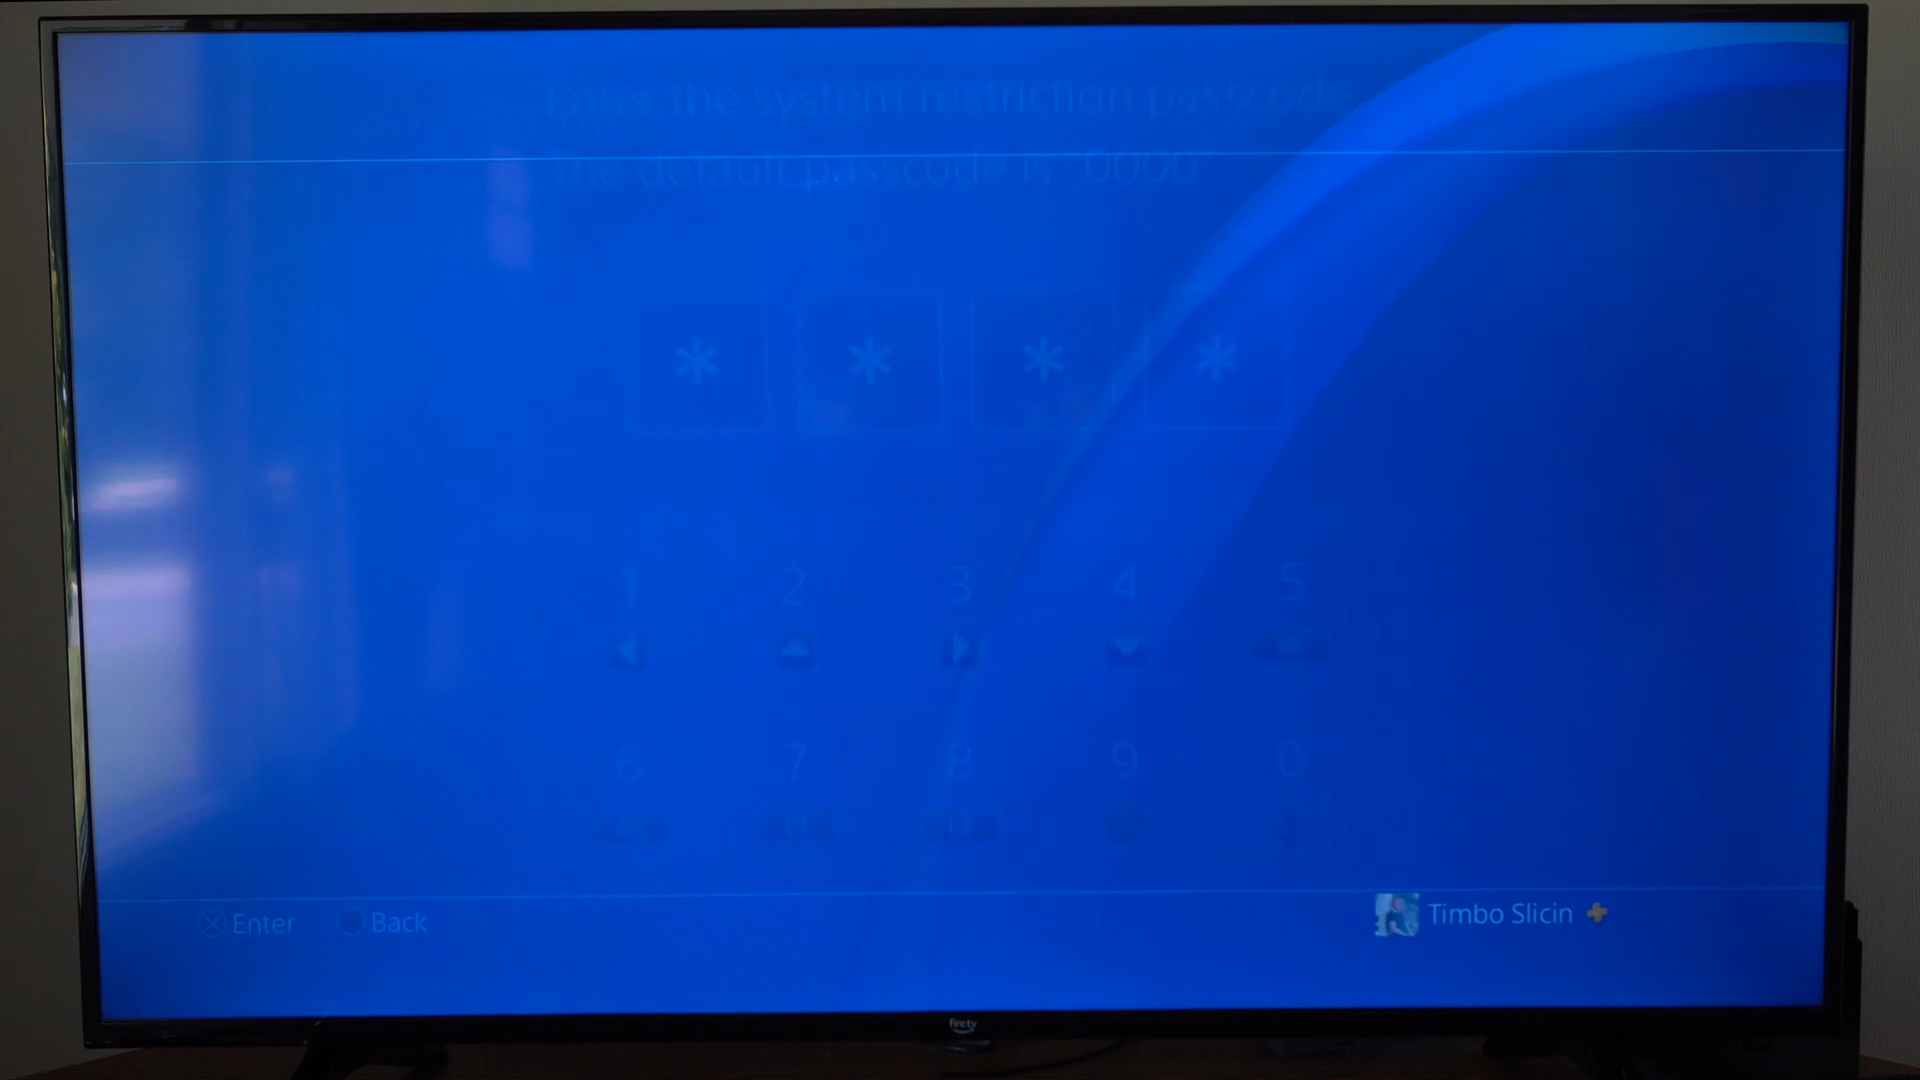 Enter the system restriction passcode
The default passcode is "0000"
* * * *
1 2 3 4 5
6 7 8 9 0
Enter Back
Timbo Slicin
firetv